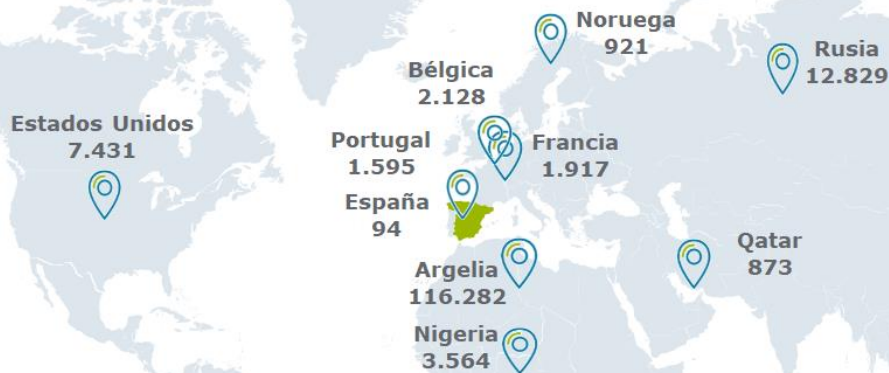 Noruega
921
Rusia
12.829
Bélgica
2.128
Estados Unidos
7.431
Portugal
1.595
Francia
1.917
España
94
Qatar
873
Argelia
116.282
Nigeria
3.564